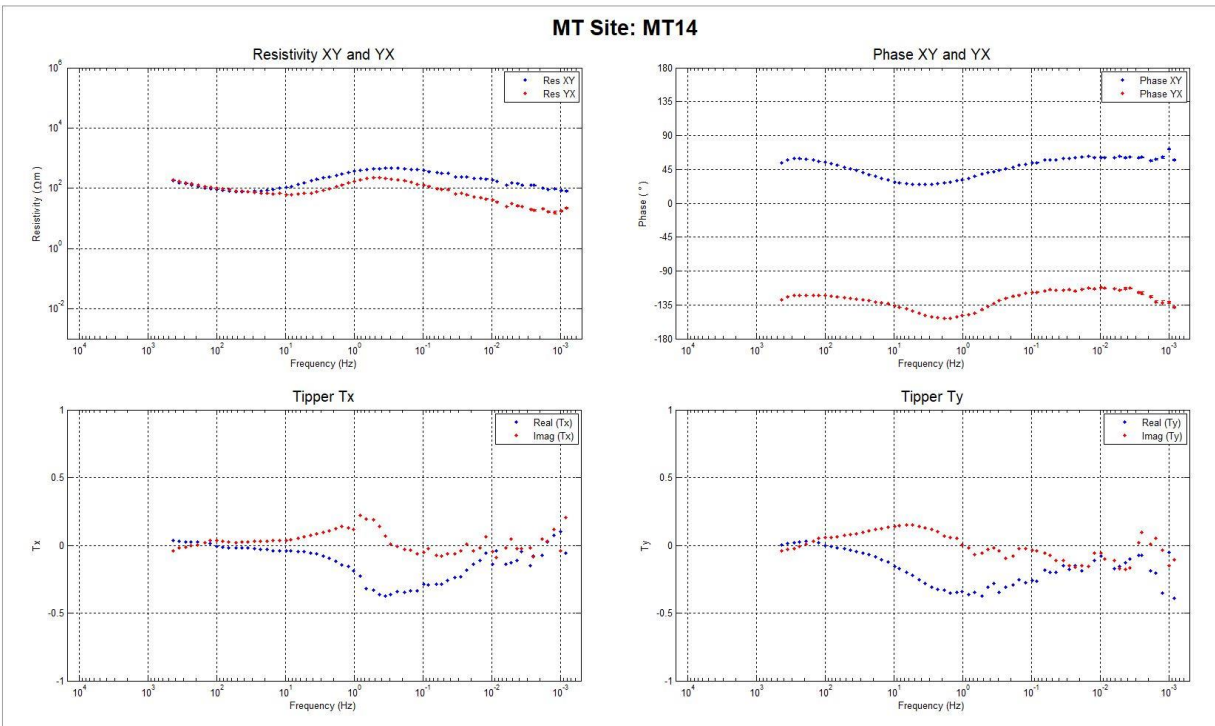 MT Site: MT14
Resistivity XY and YX
Res XY
Res YX
10^6
10^4
10^2
10^0
10^-2
Resistivity (Ωm)
10^4 10^3 10^2 10^1 10^0 10^-1 10^-2 10^-3
Frequency (Hz)
Phase XY and YX
Phase XY
Phase YX
180
135
90
45
0
-45
-90
-135
-180
Phase (°)
10^4 10^3 10^2 10^1 10^0 10^-1 10^-2 10^-3
Frequency (Hz)
Tipper Tx
Real (Tx)
Imag (Tx)
1
0.5
0
-0.5
-1
Tx
10^4 10^3 10^2 10^1 10^0 10^-1 10^-2 10^-3
Frequency (Hz)
Tipper Ty
Real (Ty)
Imag (Ty)
1
0.5
0
-0.5
-1
Ty
10^4 10^3 10^2 10^1 10^0 10^-1 10^-2 10^-3
Frequency (Hz)